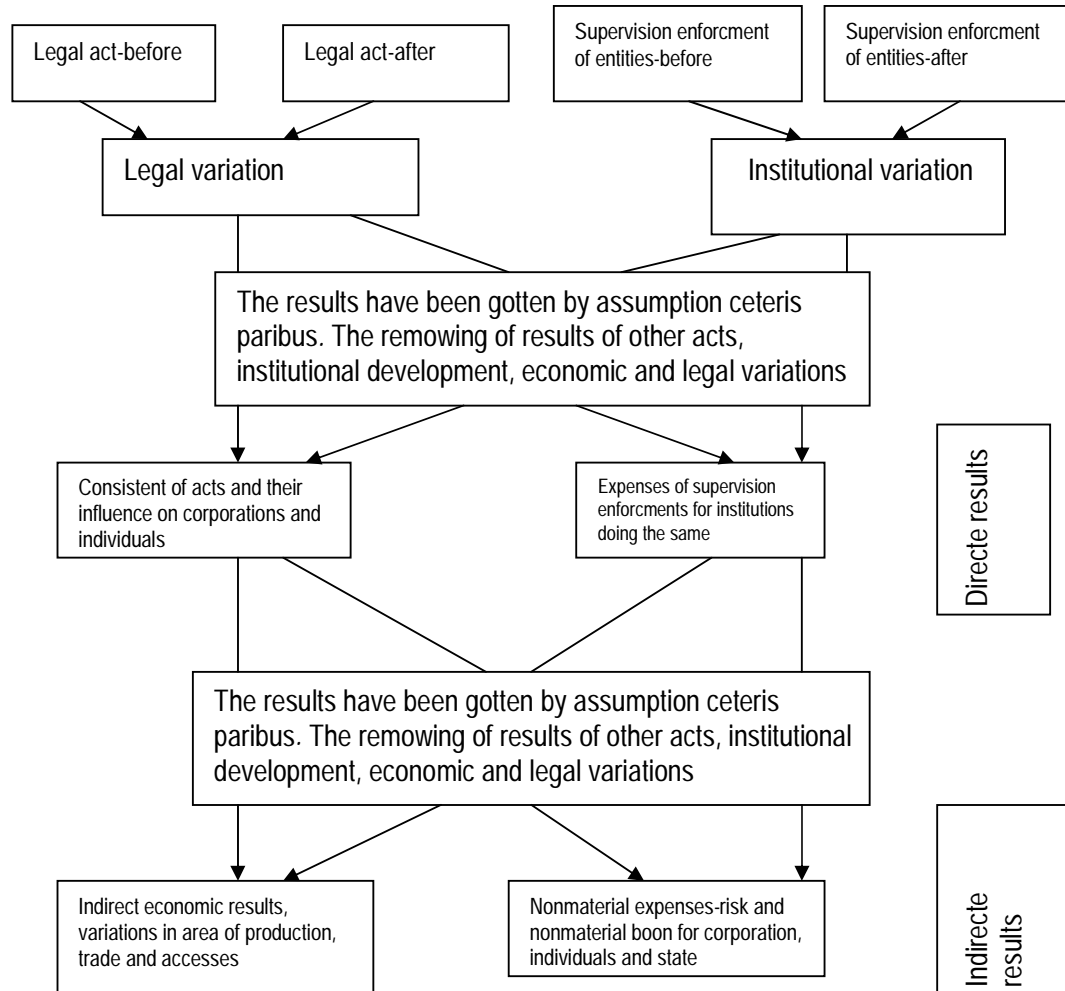 Legal act-before
Legal act-after
Supervision enforcment
of entities-before
Supervision enforcment
of entities-after
Legal variation
Institutional variation
The results have been gotten by assumption ceteris
paribus. The remowing of results of other acts,
institutional development, economic and legal variations
Consistent of acts and their
influence on corporations and
individuals
Expenses of supervision
enforcments for institutions
doing the same
Directe results
The results have been gotten by assumption ceteris
paribus. The remowing of results of other acts, institutional
development, economic and legal variations
Indirect economic results,
variations in area of production,
trade and accesses
Nonmaterial expenses-risk and
nonmaterial boon for corporation,
individuals and state
Indirecte
results